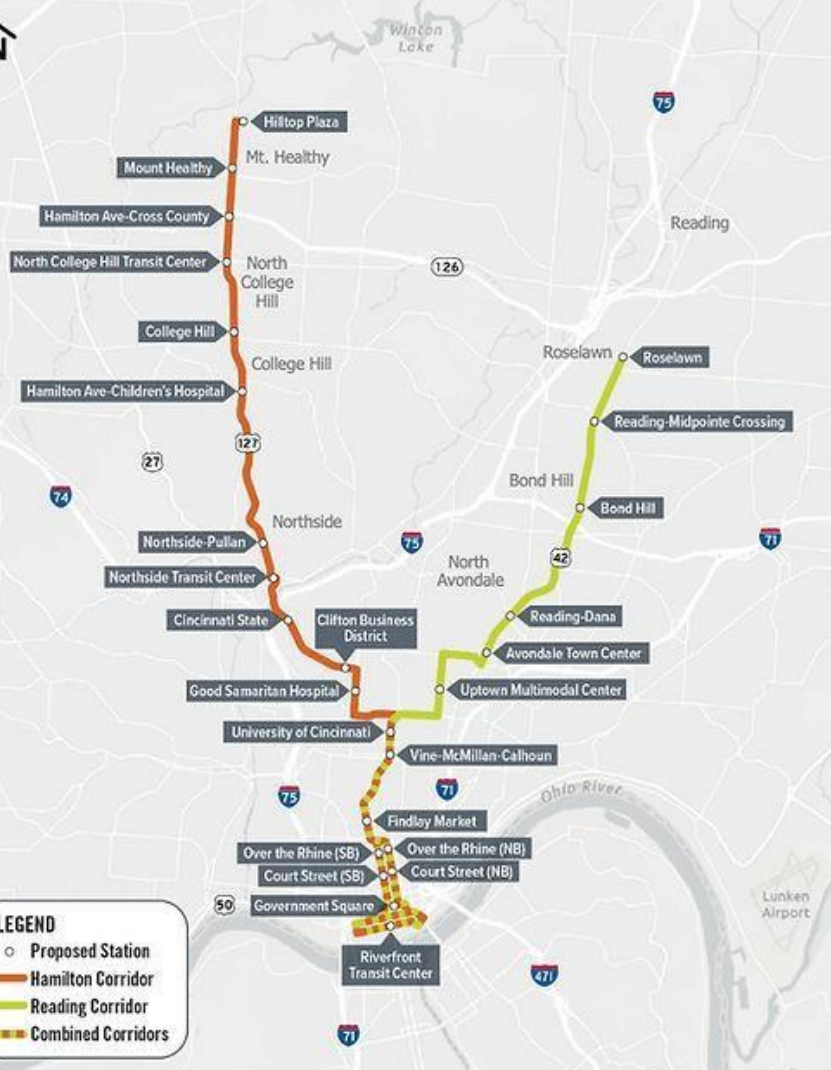 N
Winton
Lake
75
Hilltop Plaza
Mt. Healthy
Mount Healthy
Hamilton Ave-Cross County
Reading
North College Hill Transit Center
North
College
Hill
126
College Hill
Roselawn
Roselawn
College Hill
Hamilton Ave-Children's Hospital
Reading-Midpointe Crossing
127
27
Bond Hill
74
Bond Hill
Northside
Northside-Pullan
75
71
42
North
Avondale
Northside Transit Center
Cincinnati State
Clifton Business
District
Reading-Dana
Avondale Town Center
Good Samaritan Hospital
Uptown Multimodal Center
University of Cincinnati
Vine-McMillan-Calhoun
75
71
Ohio River
Findlay Market
Over the Rhine (SB)
Over the Rhine (NB)
Court Street (SB)
Court Street (NB)
50
Government Square
Lunken
Airport
Riverfront
Transit Center
471
71
LEGEND
Proposed Station
Hamilton Corridor
Reading Corridor
Combined Corridors